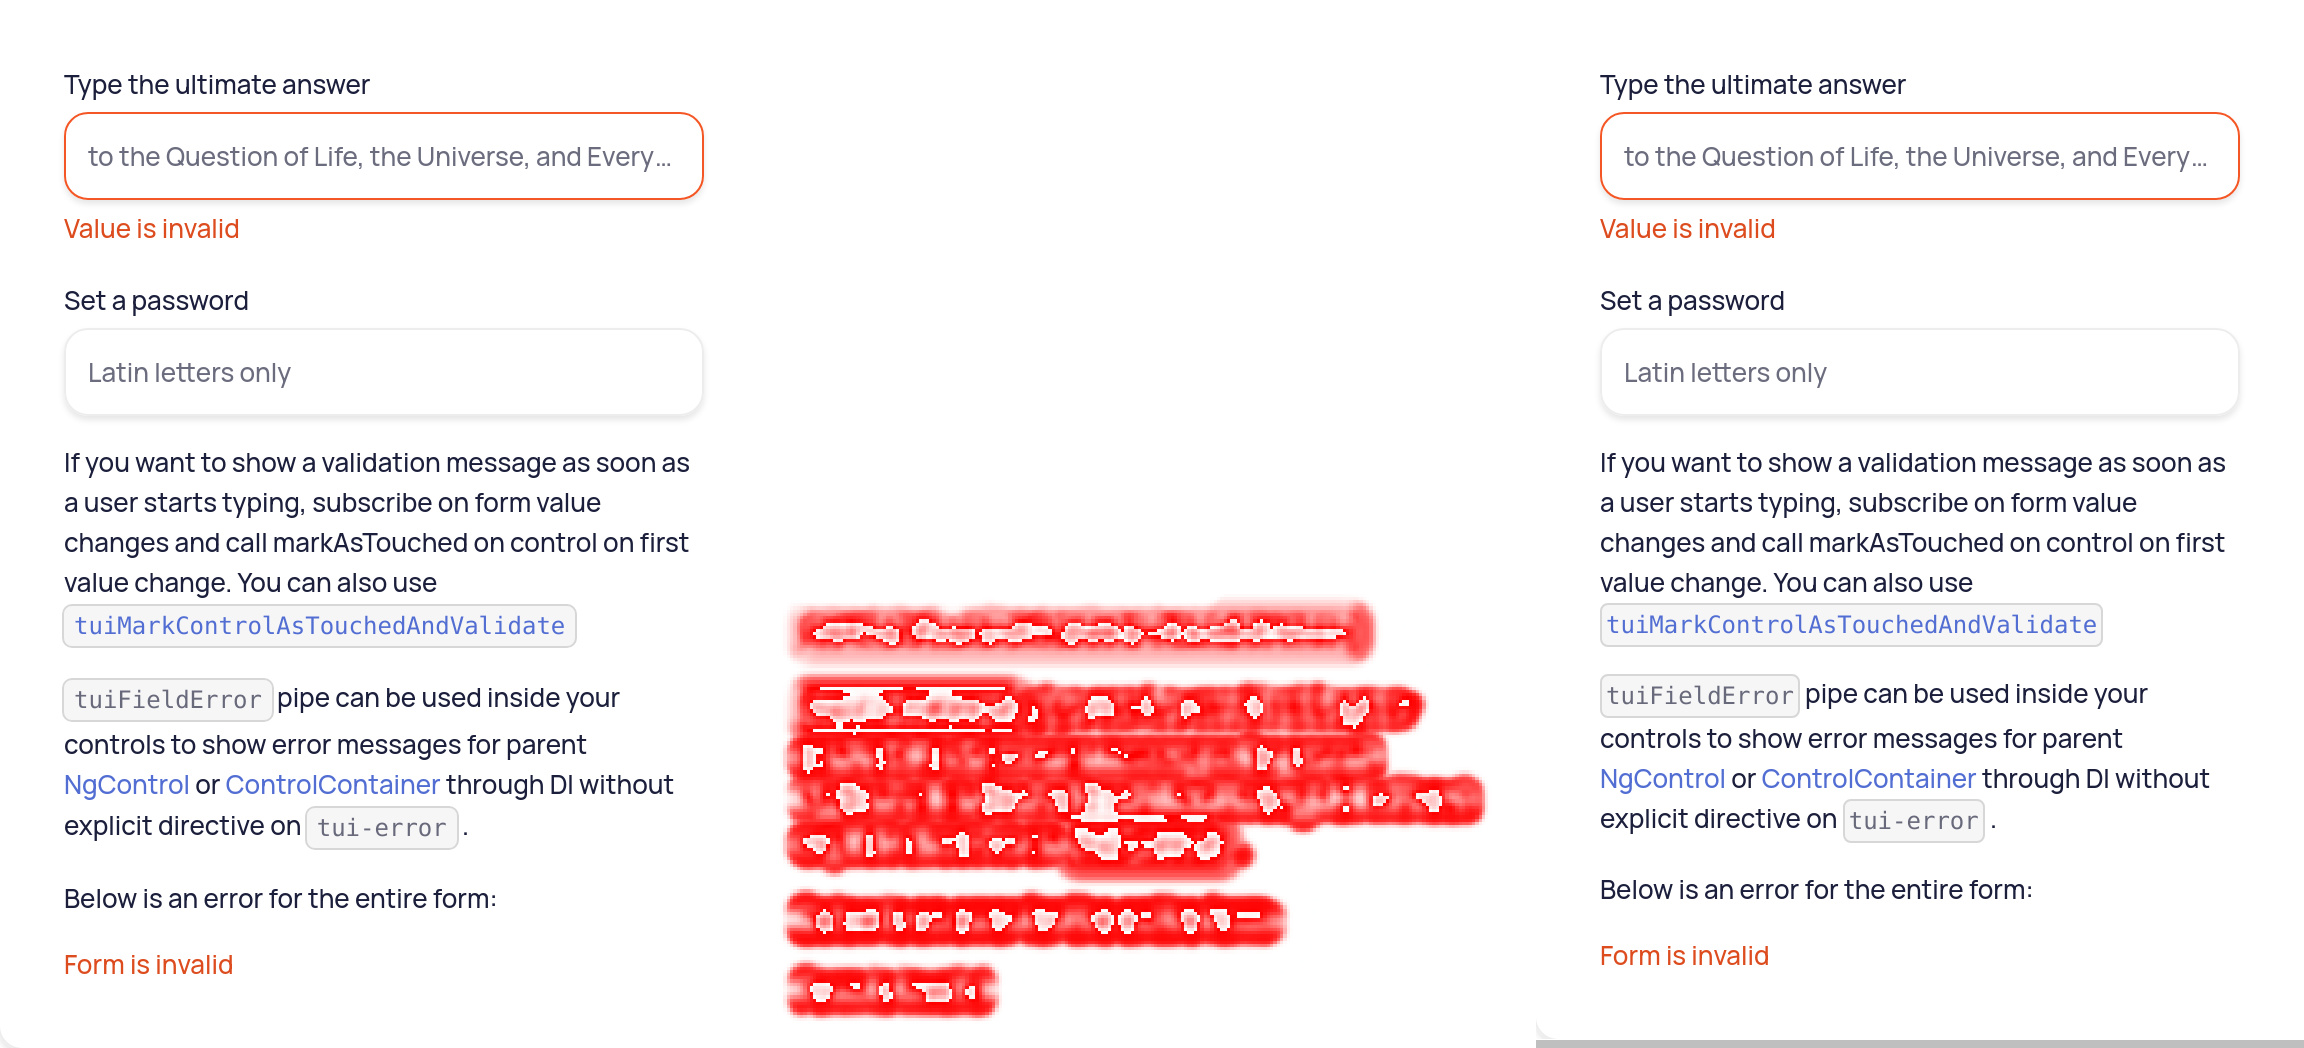 Type the ultimate answer
to the Question of Life, the Universe, and Every…
Value is invalid
Set a password
Latin letters only
If you want to show a validation message as soon as
a user starts typing, subscribe on form value
changes and call markAsTouched on control on first
value change. You can also use
tuiMarkControlAsTouchedAndValidate
tuiFieldError pipe can be used inside your
controls to show error messages for parent
NgControl or ControlContainer through DI without
explicit directive on tui-error .
Below is an error for the entire form:
Form is invalid
Type the ultimate answer
to the Question of Life, the Universe, and Every…
Value is invalid
Set a password
Latin letters only
If you want to show a validation message as soon as
a user starts typing, subscribe on form value
changes and call markAsTouched on control on first
value change. You can also use
tuiMarkControlAsTouchedAndValidate
tuiFieldError pipe can be used inside your
controls to show error messages for parent
NgControl or ControlContainer through DI without
explicit directive on tui-error .
Below is an error for the entire form:
Form is invalid